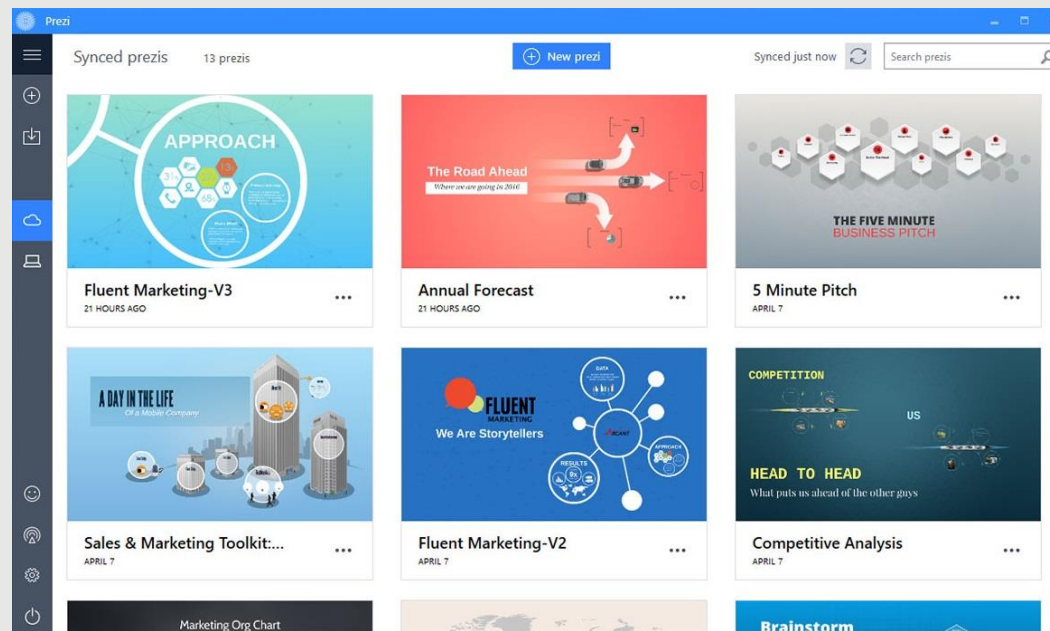 Prezi
Synced prezis 13 prezis
New prezi
Synced just now
Search prezis
APPROACH
The Road Ahead
Where we are going in 2016
THE FIVE MINUTE
BUSINESS PITCH
Fluent Marketing-V3
21 HOURS AGO
Annual Forecast
21 HOURS AGO
5 Minute Pitch
APRIL 7
A DAY IN THE LIFE
Of a Mobile Company
FLUENT
MARKETING
We Are Storytellers
DATA
APPROACH
RESULTS
COMPETITION
US
HEAD TO HEAD
What puts us ahead of the other guys
Sales & Marketing Toolkit:...
APRIL 7
Fluent Marketing-V2
APRIL 7
Competitive Analysis
APRIL 7
Marketing Org Chart
Brainstorm